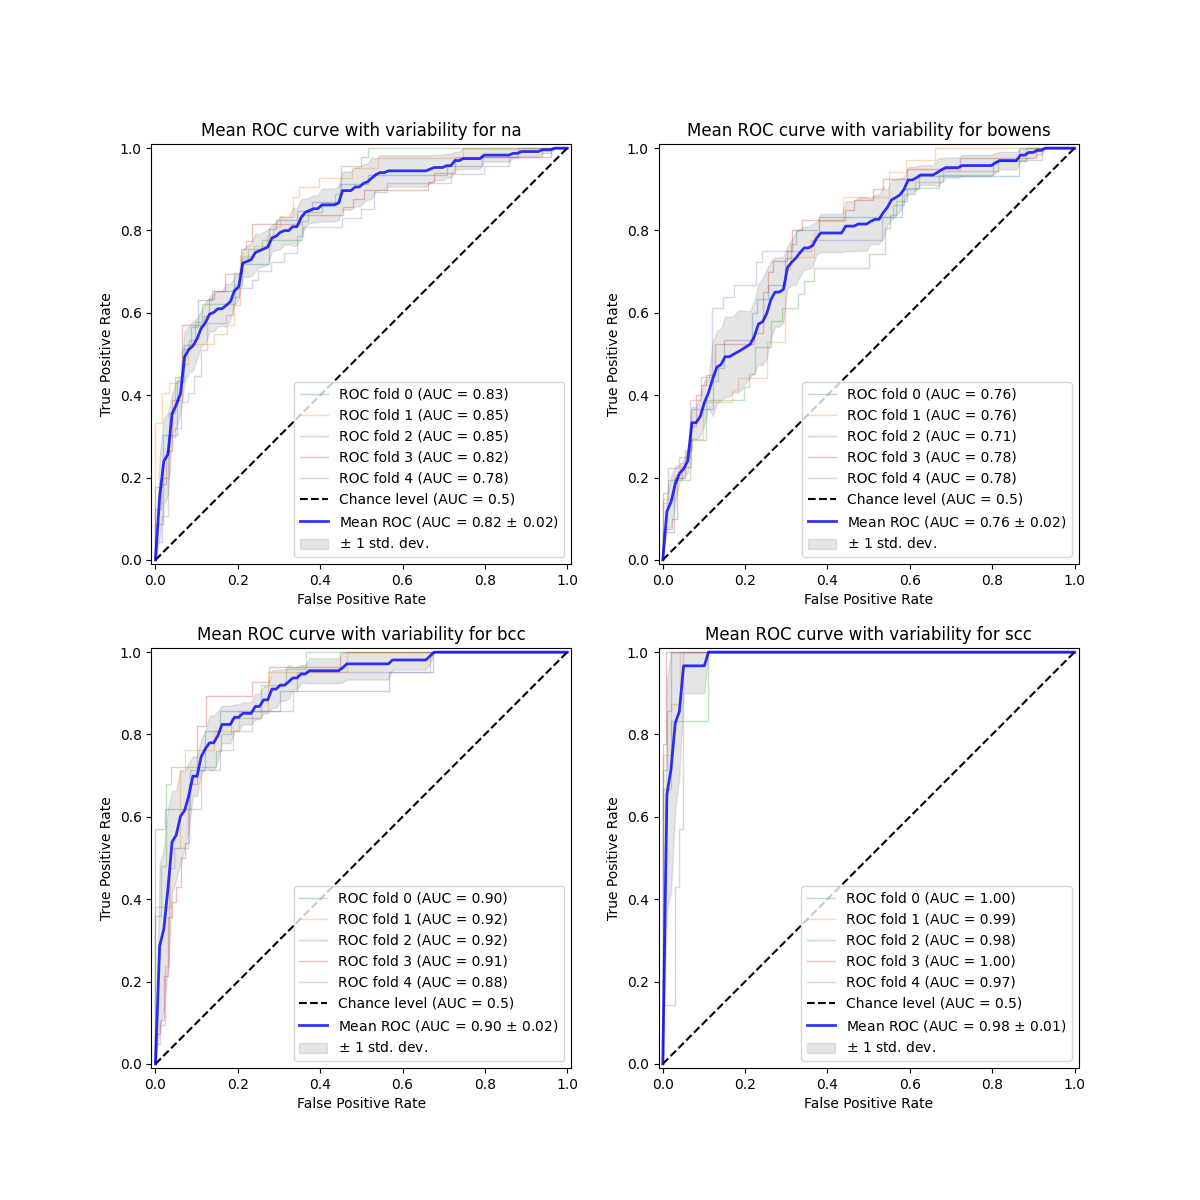 Mean ROC curve with variability for na
True Positive Rate
1.0
0.8
0.6
0.4
0.2
0.0
ROC fold 0 (AUC = 0.83)
ROC fold 1 (AUC = 0.85)
ROC fold 2 (AUC = 0.85)
ROC fold 3 (AUC = 0.82)
ROC fold 4 (AUC = 0.78)
Chance level (AUC = 0.5)
Mean ROC (AUC = 0.82 ± 0.02)
± 1 std. dev.
0.0 0.2 0.4 0.6 0.8 1.0
False Positive Rate
Mean ROC curve with variability for bowens
True Positive Rate
1.0
0.8
0.6
0.4
0.2
0.0
ROC fold 0 (AUC = 0.76)
ROC fold 1 (AUC = 0.76)
ROC fold 2 (AUC = 0.71)
ROC fold 3 (AUC = 0.78)
ROC fold 4 (AUC = 0.78)
Chance level (AUC = 0.5)
Mean ROC (AUC = 0.76 ± 0.02)
± 1 std. dev.
0.0 0.2 0.4 0.6 0.8 1.0
False Positive Rate
Mean ROC curve with variability for bcc
True Positive Rate
1.0
0.8
0.6
0.4
0.2
0.0
ROC fold 0 (AUC = 0.90)
ROC fold 1 (AUC = 0.92)
ROC fold 2 (AUC = 0.92)
ROC fold 3 (AUC = 0.91)
ROC fold 4 (AUC = 0.88)
Chance level (AUC = 0.5)
Mean ROC (AUC = 0.90 ± 0.02)
± 1 std. dev.
0.0 0.2 0.4 0.6 0.8 1.0
False Positive Rate
Mean ROC curve with variability for scc
True Positive Rate
1.0
0.8
0.6
0.4
0.2
0.0
ROC fold 0 (AUC = 1.00)
ROC fold 1 (AUC = 0.99)
ROC fold 2 (AUC = 0.98)
ROC fold 3 (AUC = 1.00)
ROC fold 4 (AUC = 0.97)
Chance level (AUC = 0.5)
Mean ROC (AUC = 0.98 ± 0.01)
± 1 std. dev.
0.0 0.2 0.4 0.6 0.8 1.0
False Positive Rate